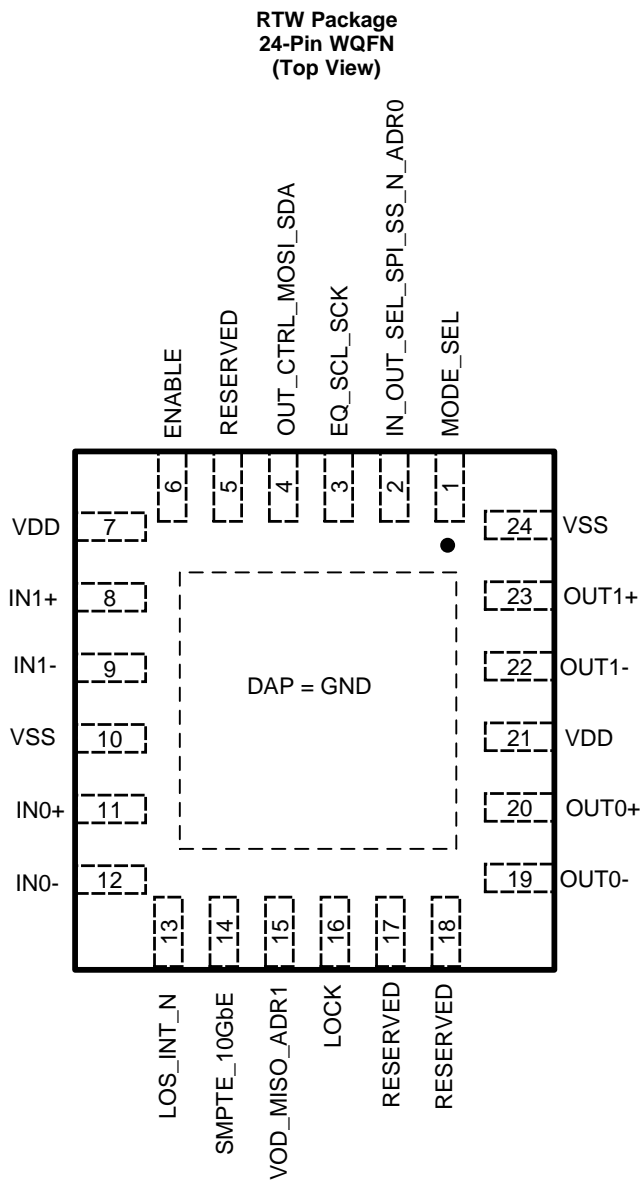 RTW Package
24-Pin WQFN
(Top View)
ENABLE
RESERVED
OUT_CTRL_MOSI_SDA
EQ_SCL_SCK
IN_OUT_SEL_SPI_SS_N_ADR0
MODE_SEL
6
5
4
3
2
1
VDD
7
24
VSS
IN1+
8
23
OUT1+
IN1-
9
22
OUT1-
DAP = GND
VSS
10
21
VDD
IN0+
11
20
OUT0+
IN0-
12
19
OUT0-
13
14
15
16
17
18
LOS_INT_N
SMPTE_10GbE
VOD_MISO_ADR1
LOCK
RESERVED
RESERVED